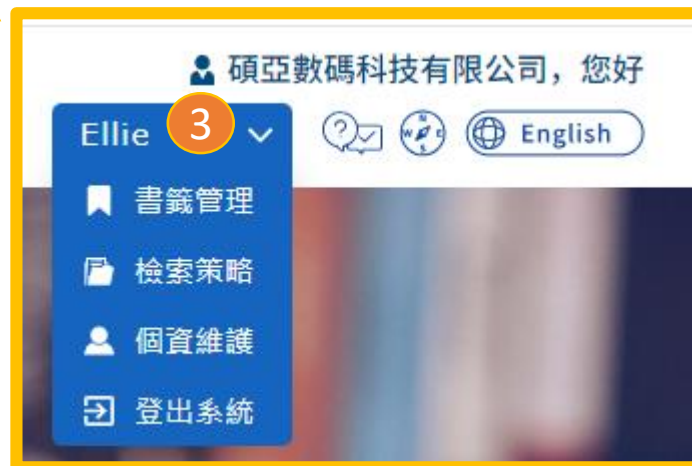 碩亞數碼科技有限公司，您好
Ellie 3 English
書籤管理
檢索策略
個資維護
登出系統